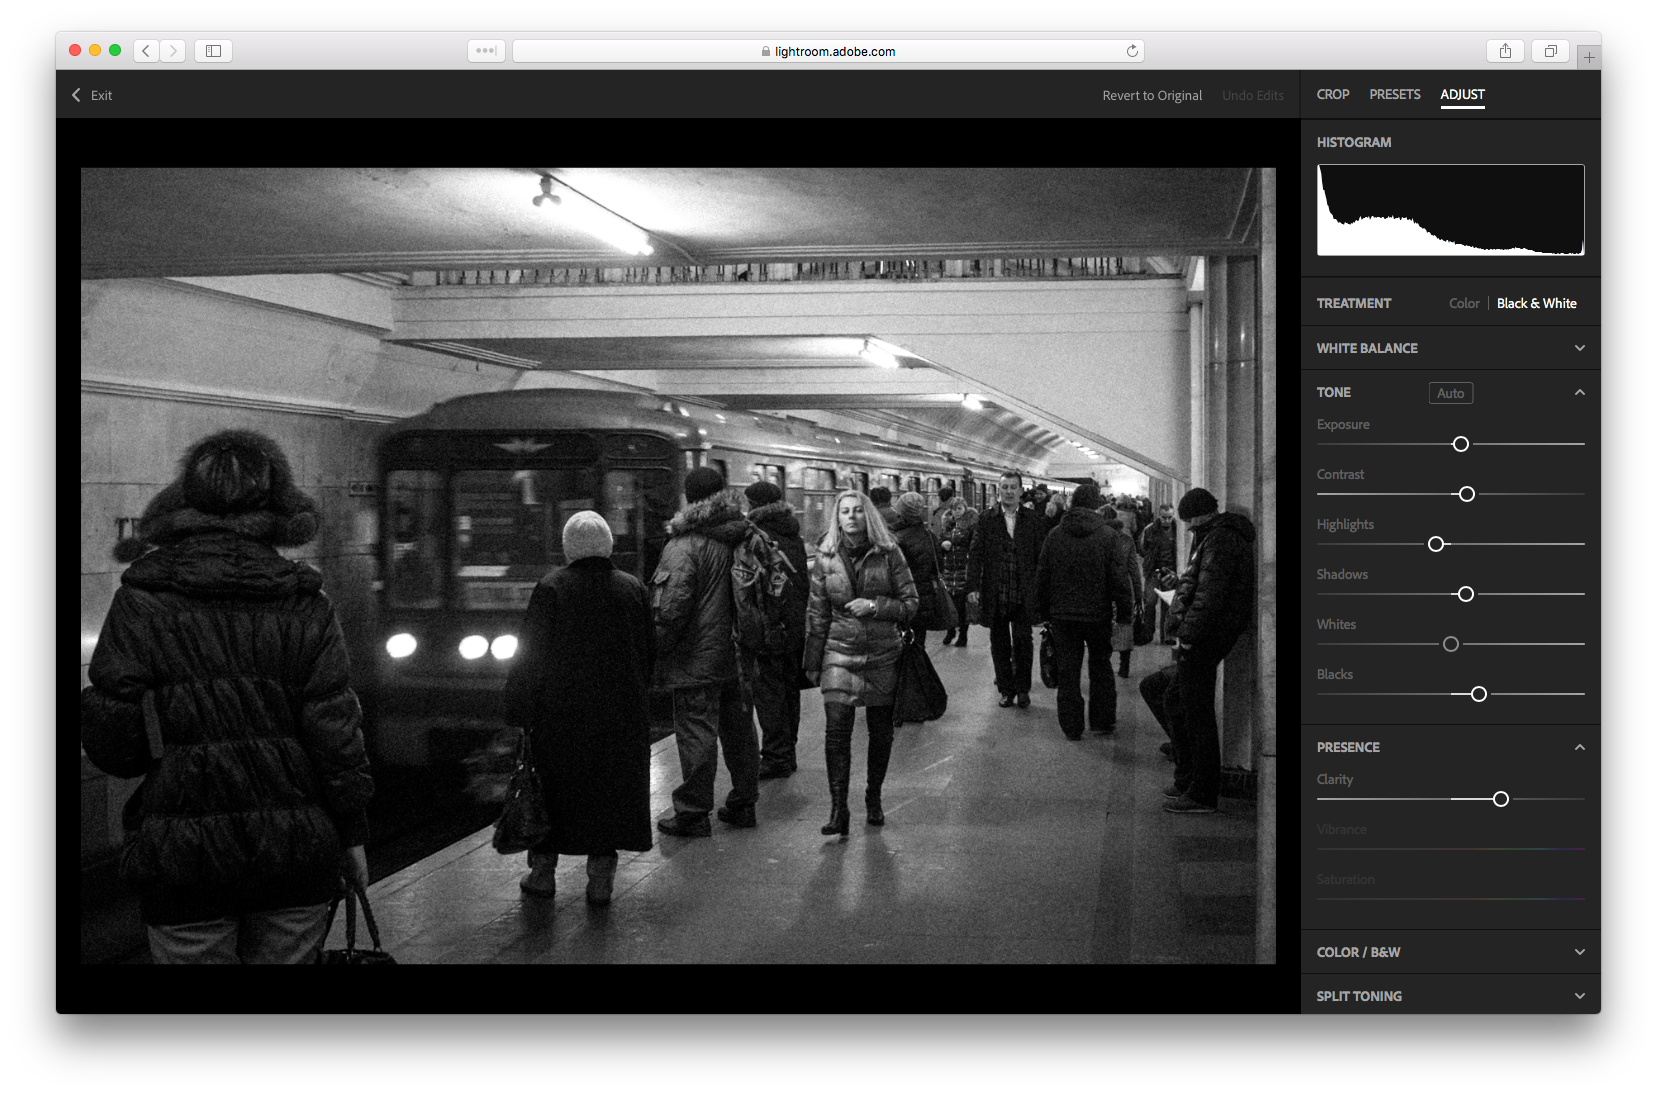 lightroom.adobe.com
Exit
Revert to Original
Undo Edits
CROP PRESETS ADJUST
HISTOGRAM
TREATMENT Color | Black & White
WHITE BALANCE
TONE Auto
Exposure
Contrast
Highlights
Shadows
Whites
Blacks
PRESENCE
Clarity
Vibrance
Saturation
COLOR / B&W
SPLIT TONING